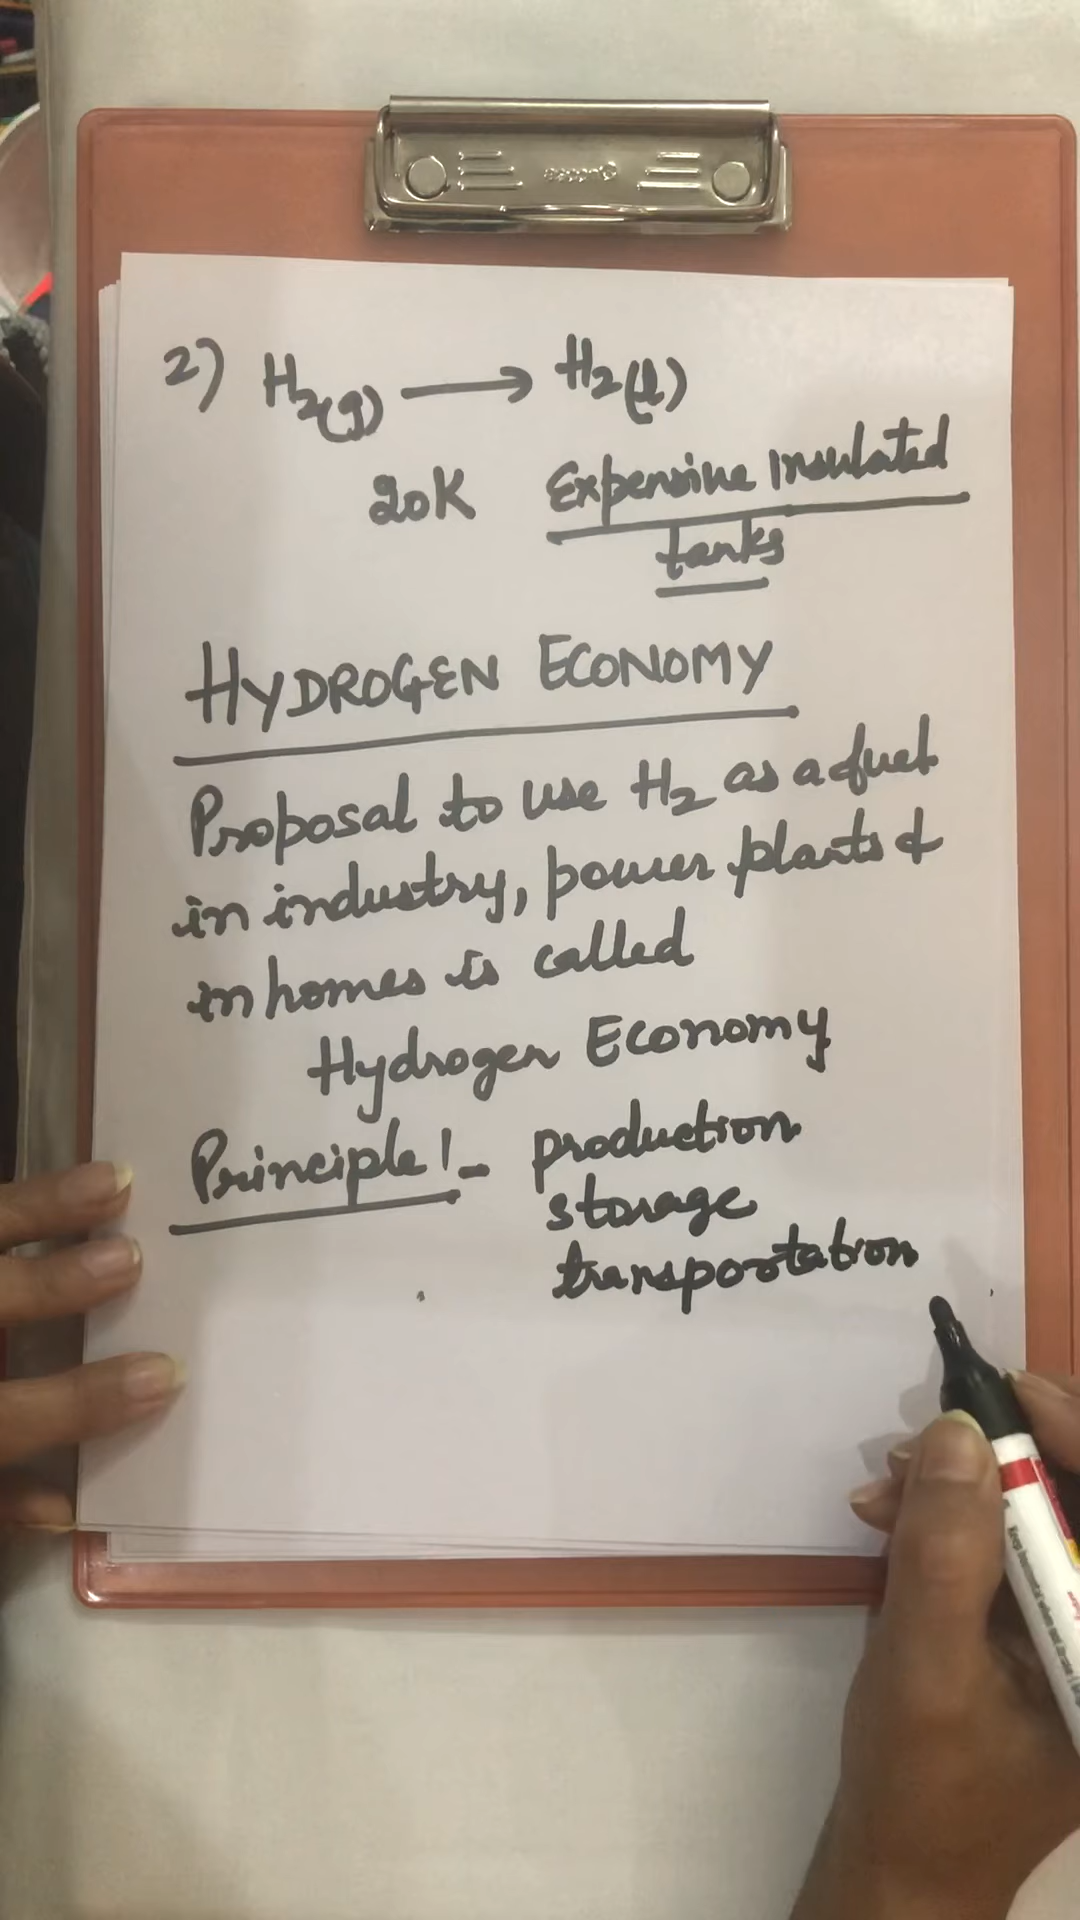 2) H₂(g) ⟶ H₂(l)
20K Expensive Insulated
tanks
HYDROGEN ECONOMY
Proposal to use H₂ as a fuel
in industry, power plants &
in homes is called
Hydrogen Economy
Principle!- production
storage
transportation